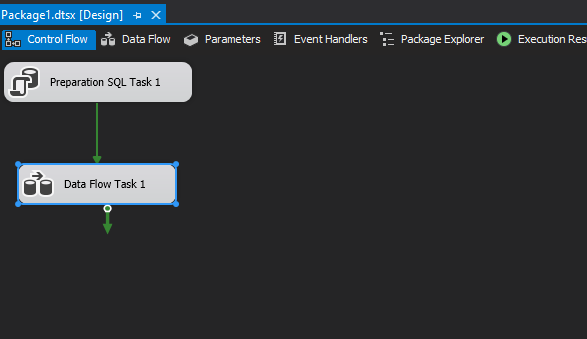 Package1.dtsx [Design]
Control Flow Data Flow Parameters Event Handlers Package Explorer Execution Res
Preparation SQL Task 1
Data Flow Task 1